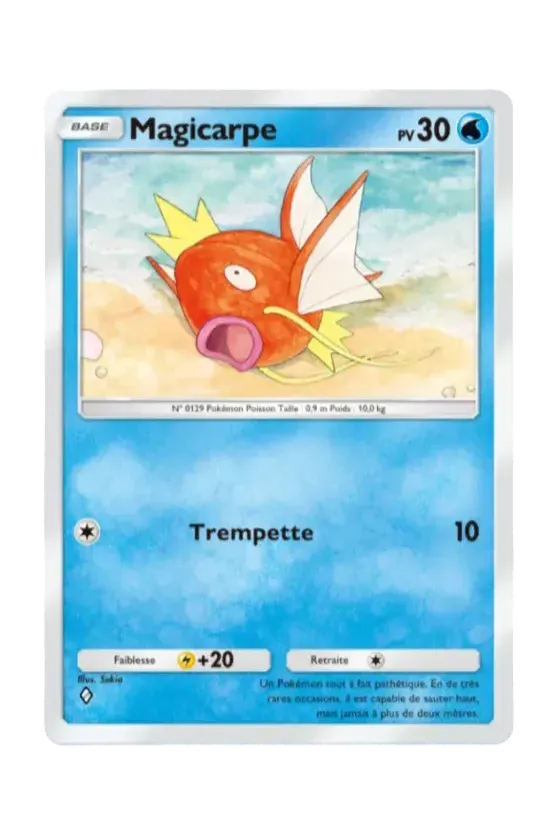 BASE Magicarpe PV 30
N° 0129 Pokémon Poisson Taille : 0,9 m Poids : 10,0 kg
Trempette 10
Faiblesse +20 Retraite
Illus. Sekio
Un Pokémon tout à fait pathétique. En de très
rares occasions, il est capable de sauter haut,
mais jamais à plus de deux mètres.